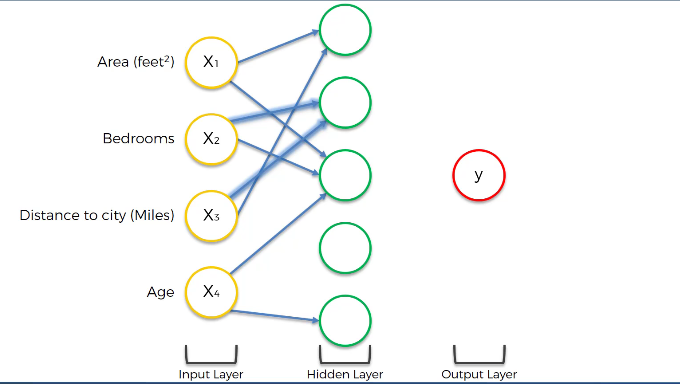 Area (feet²)
X₁
Bedrooms
X₂
Distance to city (Miles)
X₃
Age
X₄
y
Input Layer
Hidden Layer
Output Layer